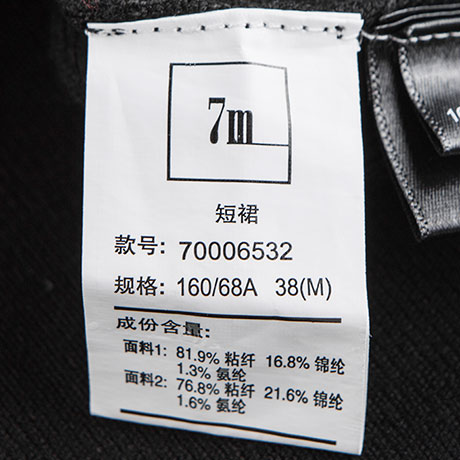 7m
短裙
款号: 70006532
规格: 160/68A 38(M)
成份含量:
面料1: 81.9% 粘纤 16.8% 锦纶
1.3% 氨纶
面料2: 76.8% 粘纤 21.6% 锦纶
1.6% 氨纶